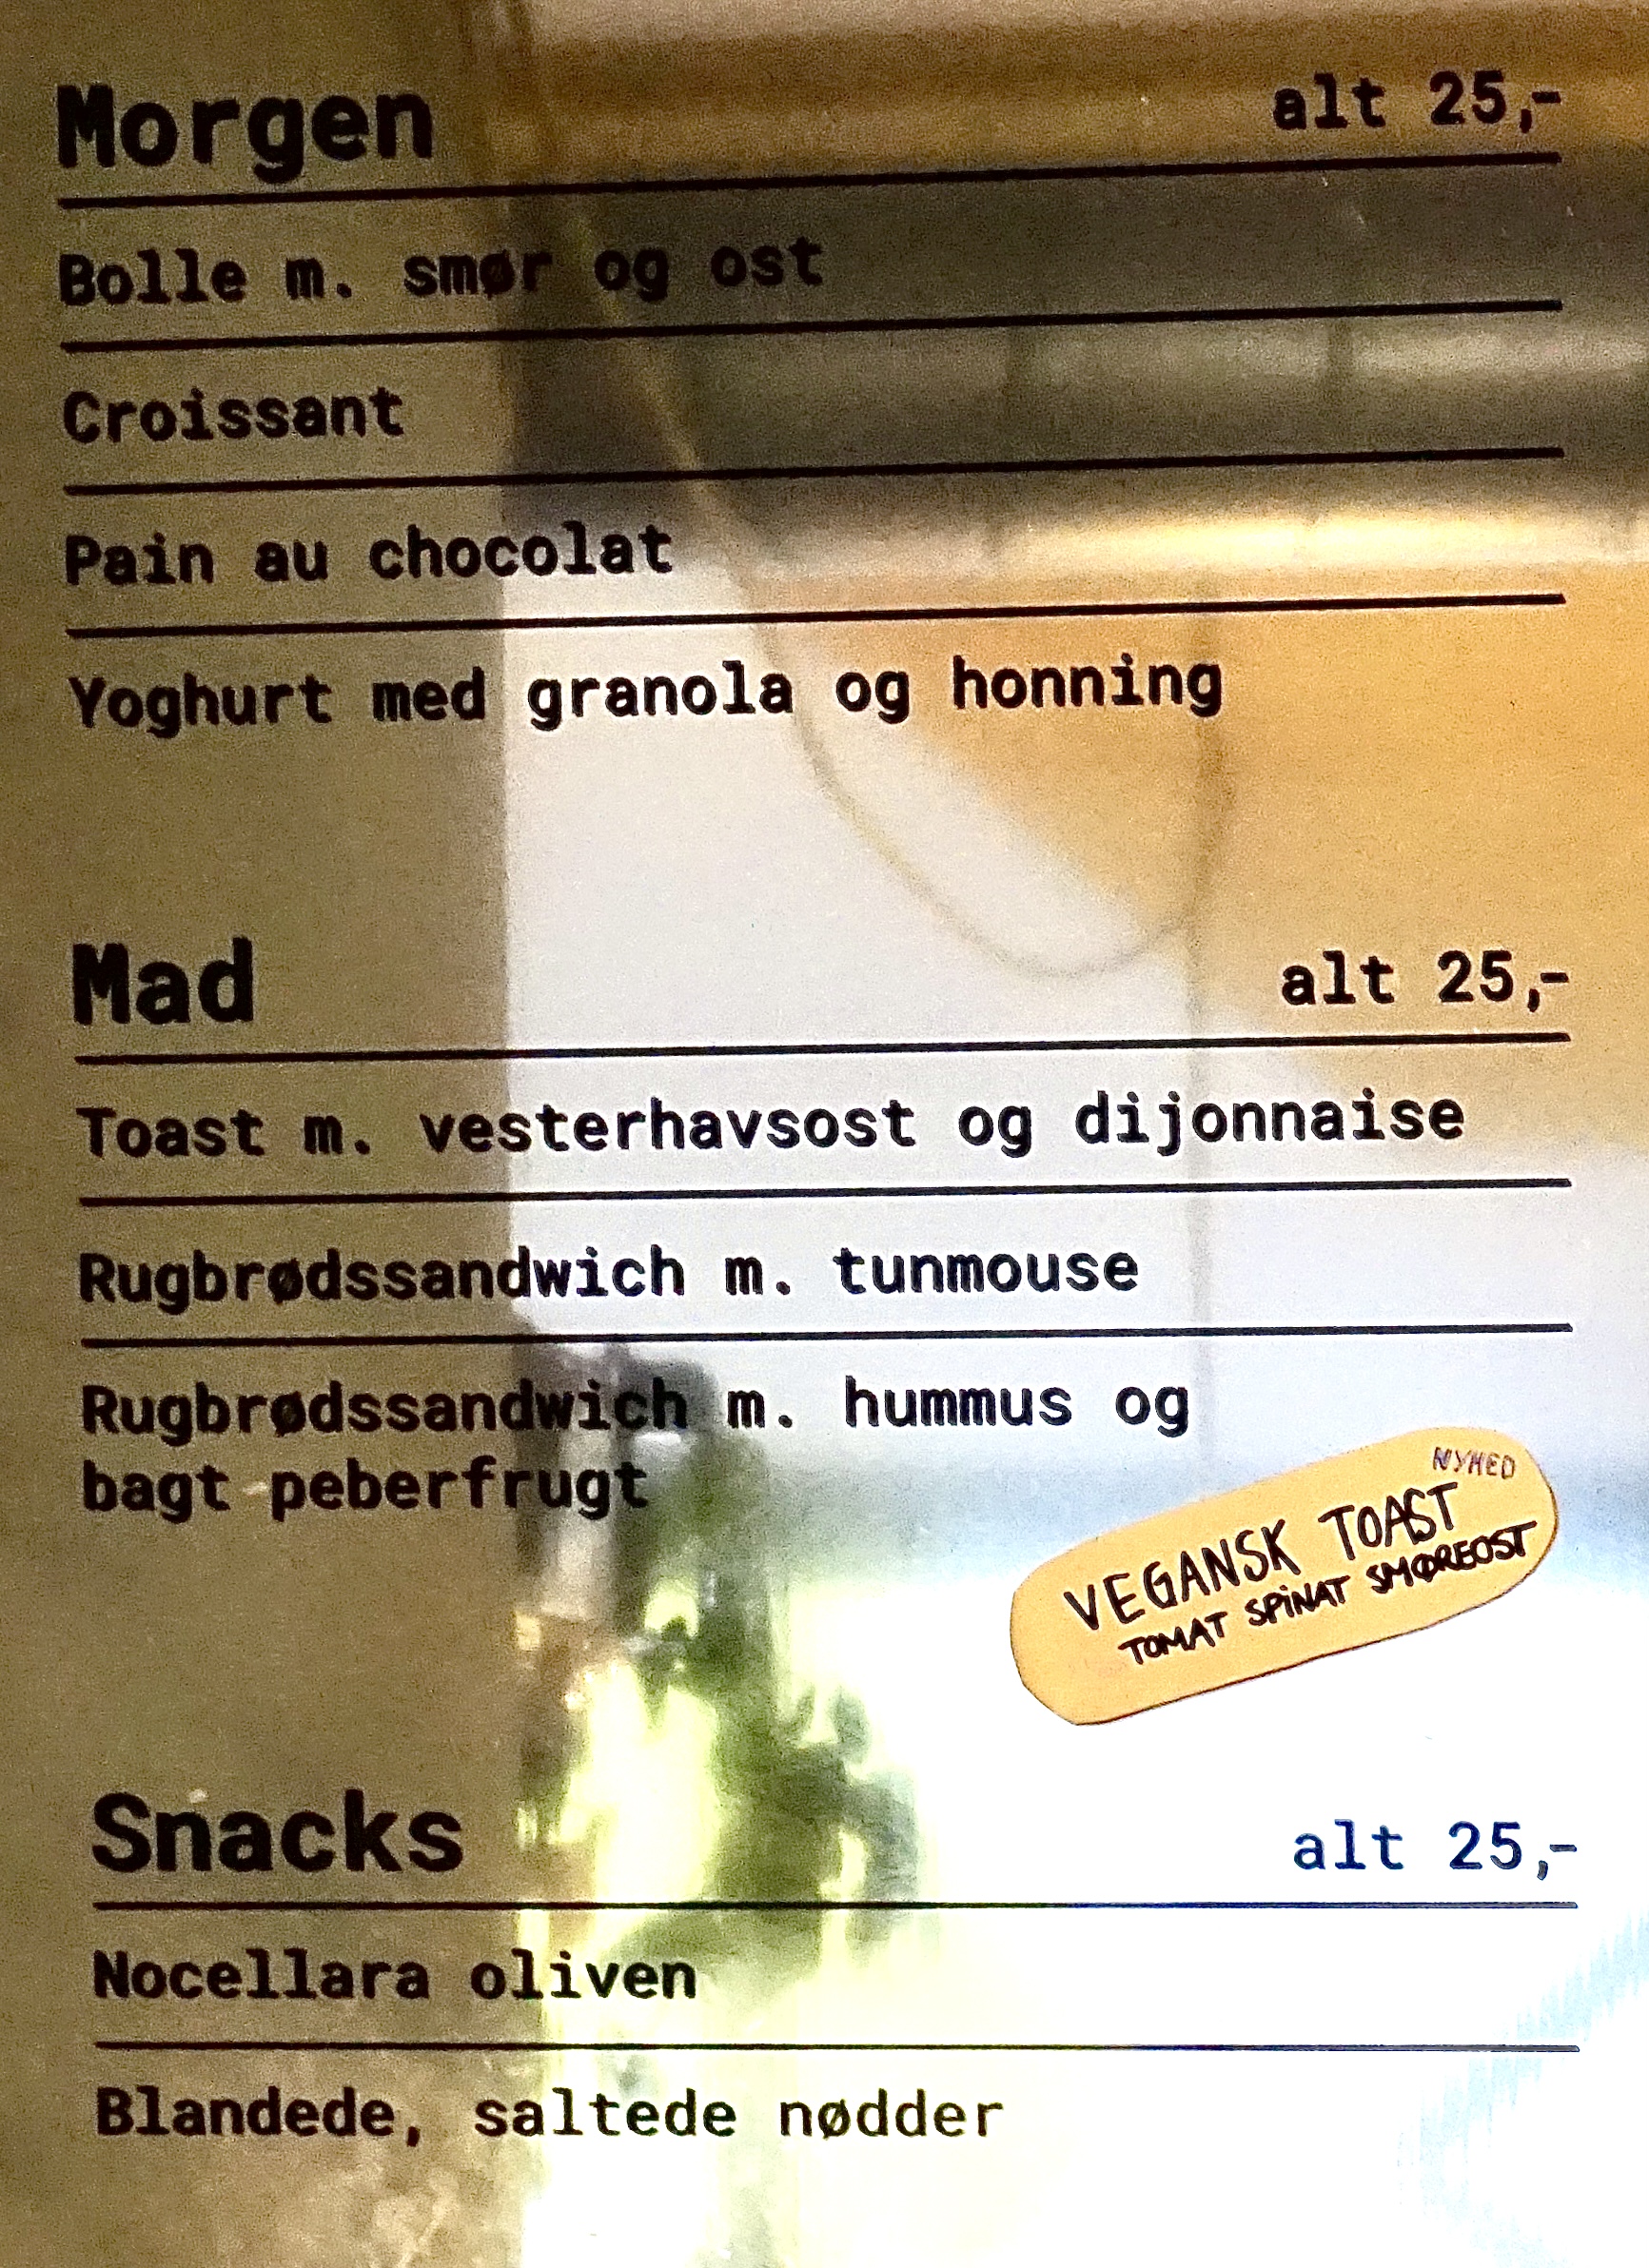 Morgen alt 25,-
Bolle m. smør og ost
Croissant
Pain au chocolat
Yoghurt med granola og honning
Mad alt 25,-
Toast m. vesterhavsost og dijonnaise
Rugbrødssandwich m. tunmouse
Rugbrødssandwich m. hummus og
bagt peberfrugt
NYHED
VEGANSK TOAST
TOMAT SPINAT SMØREOST
Snacks alt 25,-
Nocellara oliven
Blandede, saltede nødder